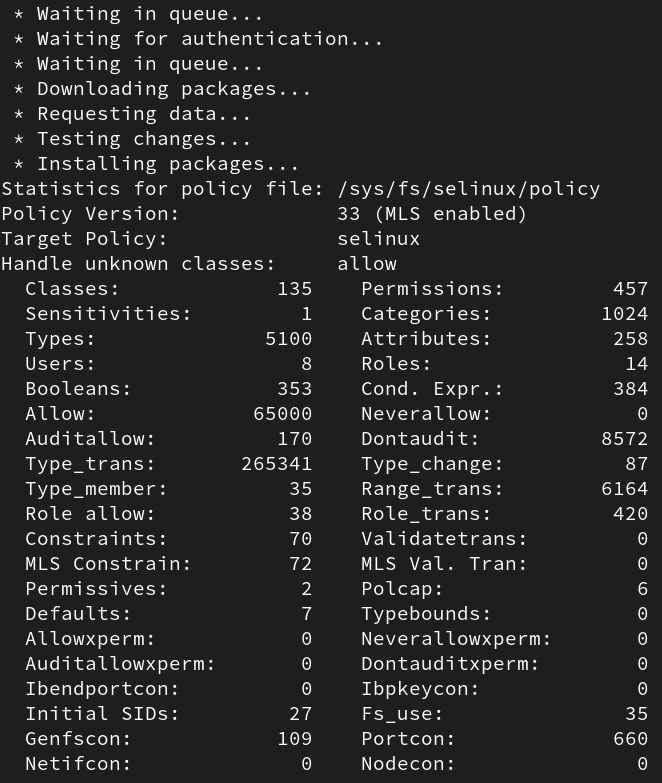 * Waiting in queue...
* Waiting for authentication...
* Waiting in queue...
* Downloading packages...
* Requesting data...
* Testing changes...
* Installing packages...
Statistics for policy file: /sys/fs/selinux/policy
Policy Version: 33 (MLS enabled)
Target Policy: selinux
Handle unknown classes: allow
Classes: 135 Permissions: 457
Sensitivities: 1 Categories: 1024
Types: 5100 Attributes: 258
Users: 8 Roles: 14
Booleans: 353 Cond. Expr.: 384
Allow: 65000 Neverallow: 0
Auditallow: 170 Dontaudit: 8572
Type_trans: 265341 Type_change: 87
Type_member: 35 Range_trans: 6164
Role allow: 38 Role_trans: 420
Constraints: 70 Validatetrans: 0
MLS Constrain: 72 MLS Val. Tran: 0
Permissives: 2 Polcap: 6
Defaults: 7 Typebounds: 0
Allowxperm: 0 Neverallowxperm: 0
Auditallowxperm: 0 Dontauditxperm: 0
Ibendportcon: 0 Ibpkeycon: 0
Initial SIDs: 27 Fs_use: 35
Genfscon: 109 Portcon: 660
Netifcon: 0 Nodecon: 0